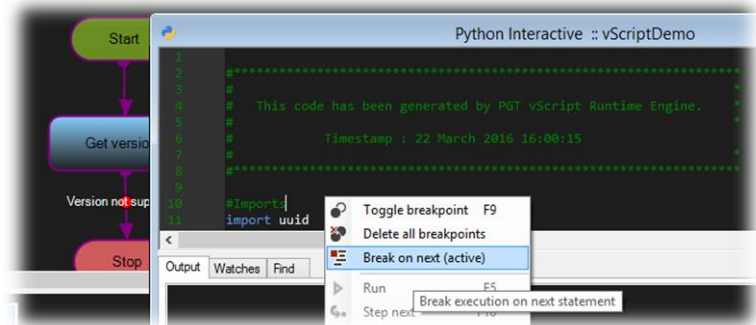 Start
Get versio
Version not sup
Stop
Python Interactive :: vScriptDemo
1
2 #**********************************************************************
3 # *
4 # This code has been generated by PGT vScript Runtime Engine. *
5 # *
6 # Timestamp : 22 March 2016 16:00:15
7 # *
8 #**********************************************************************
9
10 #Imports
11 import uuid
Toggle breakpoint F9
Delete all breakpoints
Break on next (active)
Run F5
Step next F10
Break execution on next statement
Output Watches Find